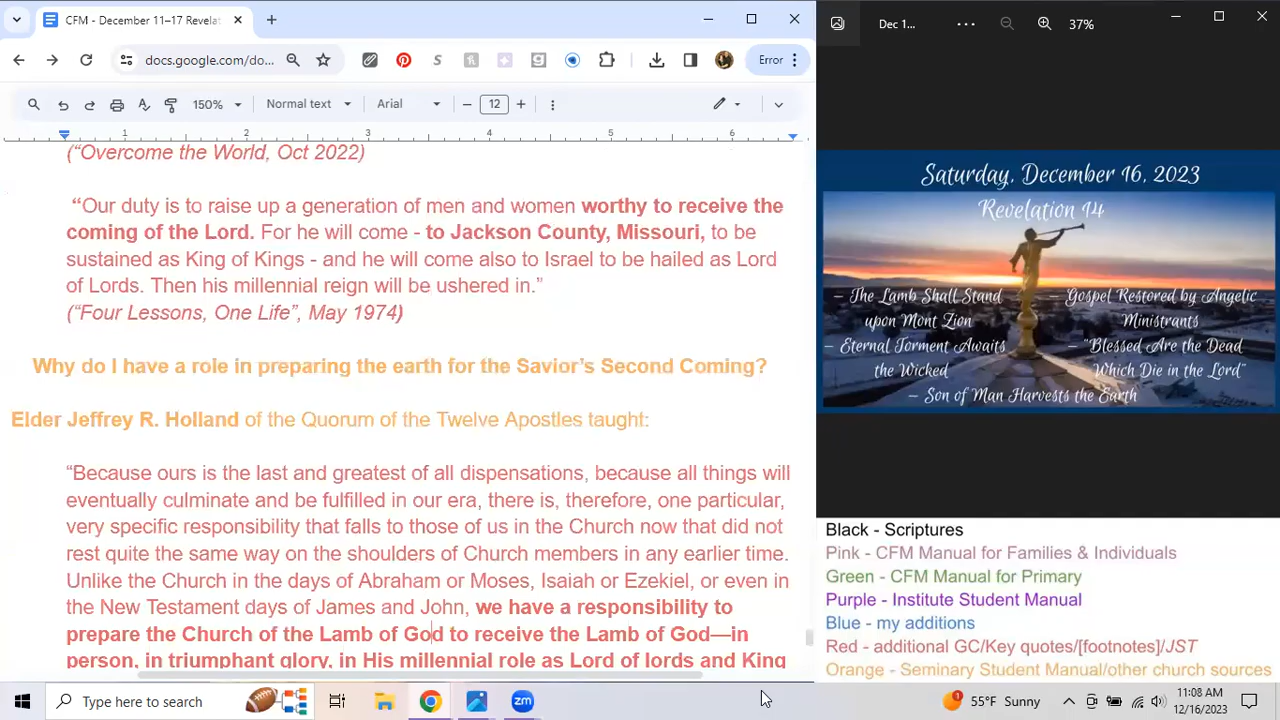 CFM - December 11–17 Revelat
docs.google.com/do...
Error
150%
Normal text
Arial
12
1
2
3
4
5
6
(“Overcome the World, Oct 2022)
“Our duty is to raise up a generation of men and women worthy to receive the
coming of the Lord. For he will come - to Jackson County, Missouri, to be
sustained as King of Kings - and he will come also to Israel to be hailed as Lord
of Lords. Then his millennial reign will be ushered in.”
(“Four Lessons, One Life”, May 1974)
Why do I have a role in preparing the earth for the Savior’s Second Coming?
Elder Jeffrey R. Holland of the Quorum of the Twelve Apostles taught:
“Because ours is the last and greatest of all dispensations, because all things will
eventually culminate and be fulfilled in our era, there is, therefore, one particular,
very specific responsibility that falls to those of us in the Church now that did not
rest quite the same way on the shoulders of Church members in any earlier time.
Unlike the Church in the days of Abraham or Moses, Isaiah or Ezekiel, or even in
the New Testament days of James and John, we have a responsibility to
prepare the Church of the Lamb of God to receive the Lamb of God—in
person, in triumphant glory, in His millennial role as Lord of lords and King
Dec 1...
37%
Saturday, December 16, 2023
Revelation 14
– The Lamb Shall Stand
upon Mont Zion
– Eternal Torment Awaits
the Wicked
– Gospel Restored by Angelic
Ministrants
– "Blessed Are the Dead
Which Die in the Lord"
– Son of Man Harvests the Earth
Black - Scriptures
Pink - CFM Manual for Families & Individuals
Green - CFM Manual for Primary
Purple - Institute Student Manual
Blue - my additions
Red - additional GC/Key quotes/[footnotes]/JST
Orange - Seminary Student Manual/other church sources
Type here to search
zm
1
55°F Sunny
11:08 AM
12/16/2023